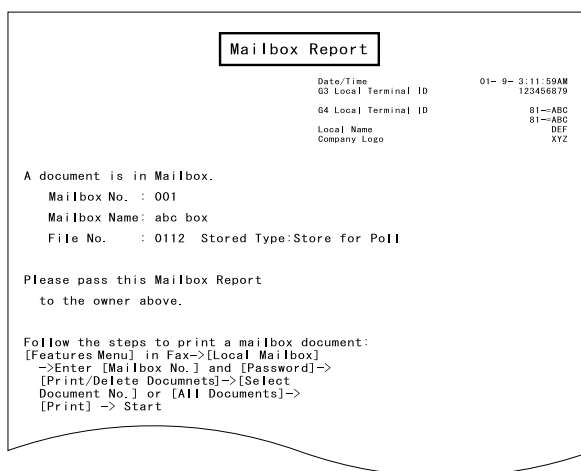 Mailbox Report
Date/Time 01- 9- 3:11:59AM
G3 Local Terminal ID 123456879
G4 Local Terminal ID 81-=ABC
81-=ABC
Local Name DEF
Company Logo XYZ
A document is in Mailbox.
Mailbox No. : 001
Mailbox Name: abc box
File No. : 0112 Stored Type:Store for Poll
Please pass this Mailbox Report
to the owner above.
Follow the steps to print a mailbox document:
[Features Menu] in Fax->[Local Mailbox]
->Enter [Mailbox No.] and [Password]->
[Print/Delete Documnets]->[Select
Document No.] or [All Documents]->
[Print] -> Start